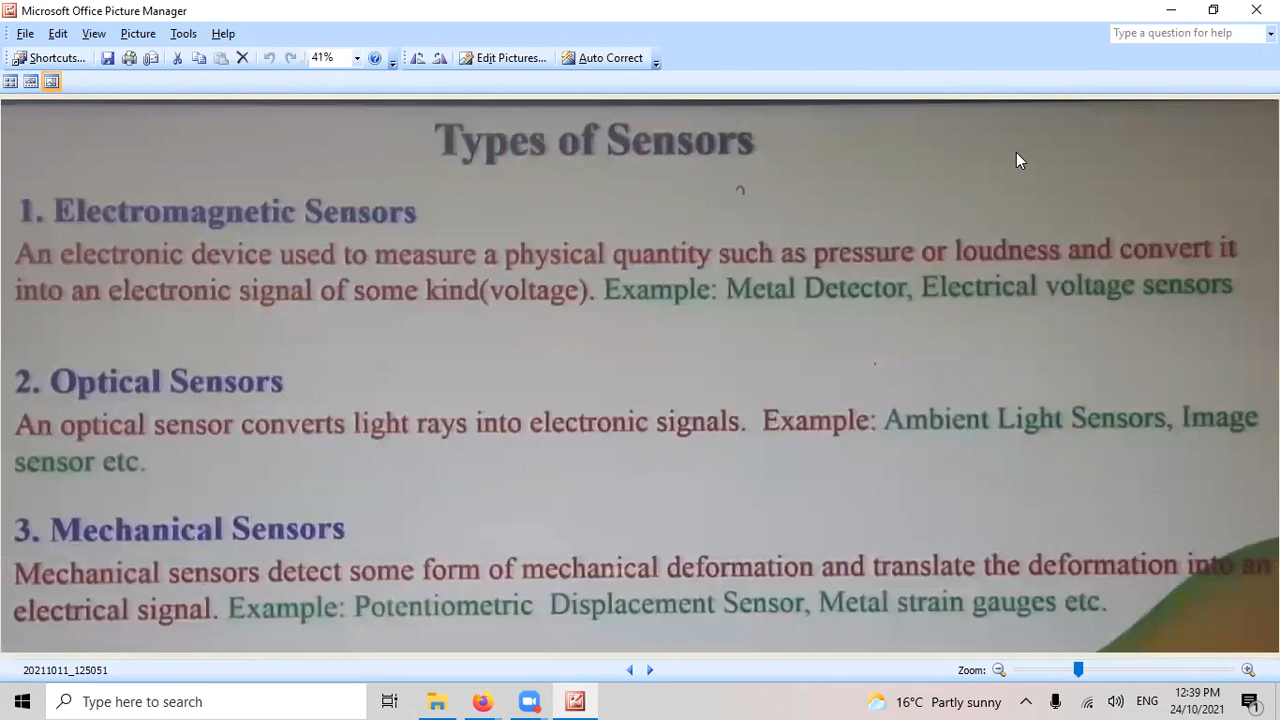 Microsoft Office Picture Manager
File Edit View Picture Tools Help
Type a question for help
Shortcuts... 41% Edit Pictures... Auto Correct
Types of Sensors
1. Electromagnetic Sensors
An electronic device used to measure a physical quantity such as pressure or loudness and convert it
into an electronic signal of some kind(voltage). Example: Metal Detector, Electrical voltage sensors
2. Optical Sensors
An optical sensor converts light rays into electronic signals. Example: Ambient Light Sensors, Image
sensor etc.
3. Mechanical Sensors
Mechanical sensors detect some form of mechanical deformation and translate the deformation into an
electrical signal. Example: Potentiometric Displacement Sensor, Metal strain gauges etc.
20211011_125051 Zoom:
Type here to search 16°C Partly sunny ENG 12:39 PM
24/10/2021 1